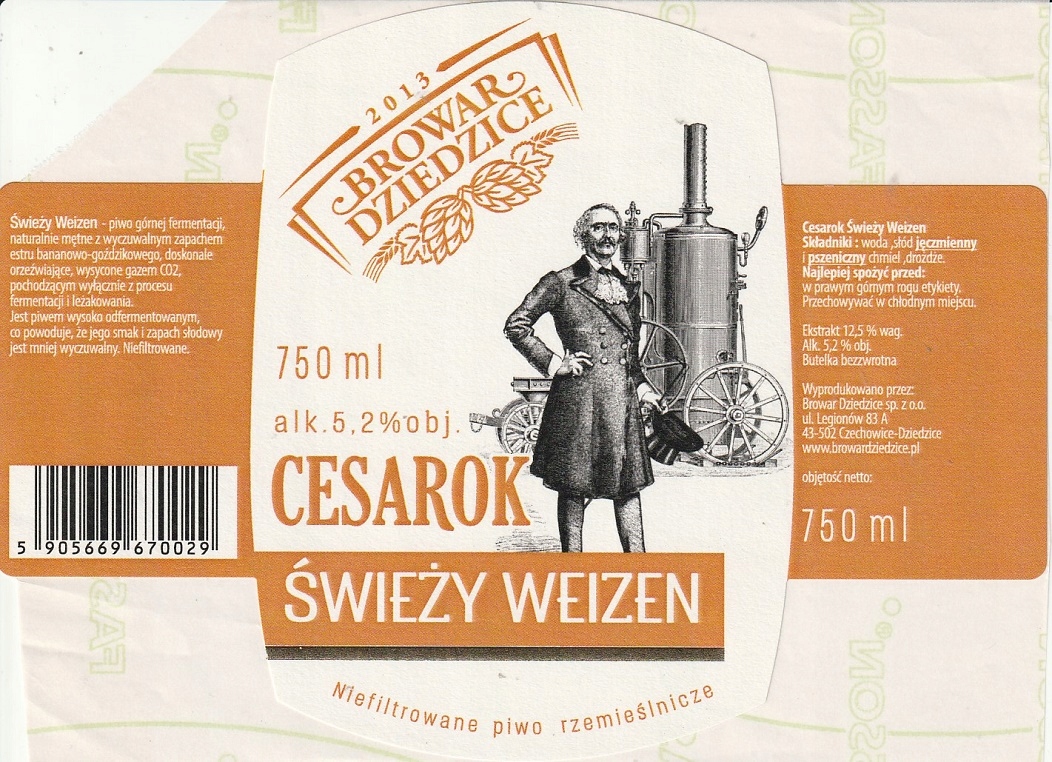 Świeży Weizen - piwo górnej fermentacji,
naturalnie mętne z wyczuwalnym zapachem
estru bananowo-goździkowego, doskonale
orzeźwiające, wysycone gazem CO2,
pochodzącym wyłącznie z procesu
fermentacji i leżakowania.
Jest piwem wysoko odfermentowanym,
co powoduje, że jego smak i zapach słodowy
jest mniej wyczuwalny. Niefiltrowane.
5 905669 670029
2013
BROWAR
DZIEDZICE
750 ml
alk.5,2%obj.
CESAROK
ŚWIEŻY WEIZEN
Niefiltrowane piwo rzemieślnicze
Cesarok Świeży Weizen
Składniki : woda ,słód jęczmienny
i pszeniczny chmiel ,drożdże.
Najlepiej spożyć przed:
w prawym górnym rogu etykiety.
Przechowywać w chłodnym miejscu.
Ekstrakt 12,5 % wag.
Alk. 5,2 % obj.
Butelka bezzwrotna
Wyprodukowano przez:
Browar Dziedzice sp. z o.o.
ul. Legionów 83 A
43-502 Czechowice-Dziedzice
www.browardziedzice.pl
objętość netto:
750 ml